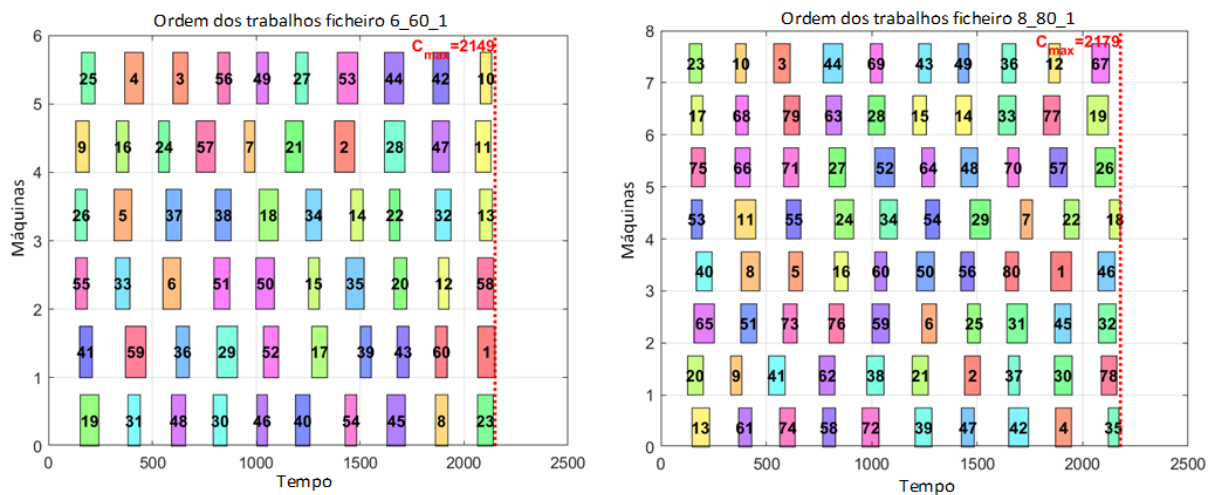 Ordem dos trabalhos ficheiro 6_60_1
C_max=2149
6
25 4 3 56 49 27 53 44 42 10
5
9 16 24 57 7 21 2 28 47 11
4
26 5 37 38 18 34 14 22 32 13
3
55 33 6 51 50 15 35 20 12 58
2
41 59 36 29 52 17 39 43 60 1
1
19 31 48 30 46 40 54 45 8 23
0
0 500 1000 1500 2000 2500
Máquinas
Tempo
Ordem dos trabalhos ficheiro 8_80_1
C_max=2179
8
23 10 3 44 69 43 49 36 12 67
7
17 68 79 63 28 15 14 33 77 19
6
75 66 71 27 52 64 48 70 57 26
5
53 11 55 24 34 54 29 7 22 18
4
40 8 5 16 60 50 56 80 1 46
3
65 51 73 76 59 6 25 31 45 32
2
20 9 41 62 38 21 2 37 30 78
1
13 61 74 58 72 39 47 42 4 35
0
0 500 1000 1500 2000 2500
Máquinas
Tempo